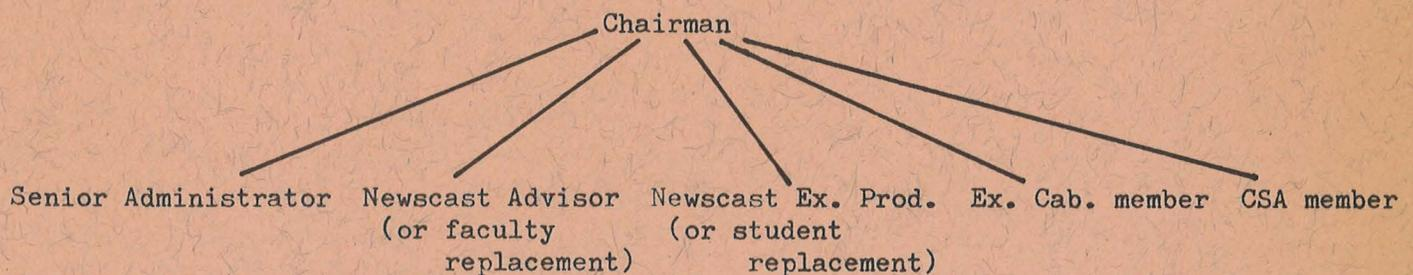 Chairman
Senior Administrator Newscast Advisor Newscast Ex. Prod. Ex. Cab. member CSA member
(or faculty (or student
replacement) replacement)